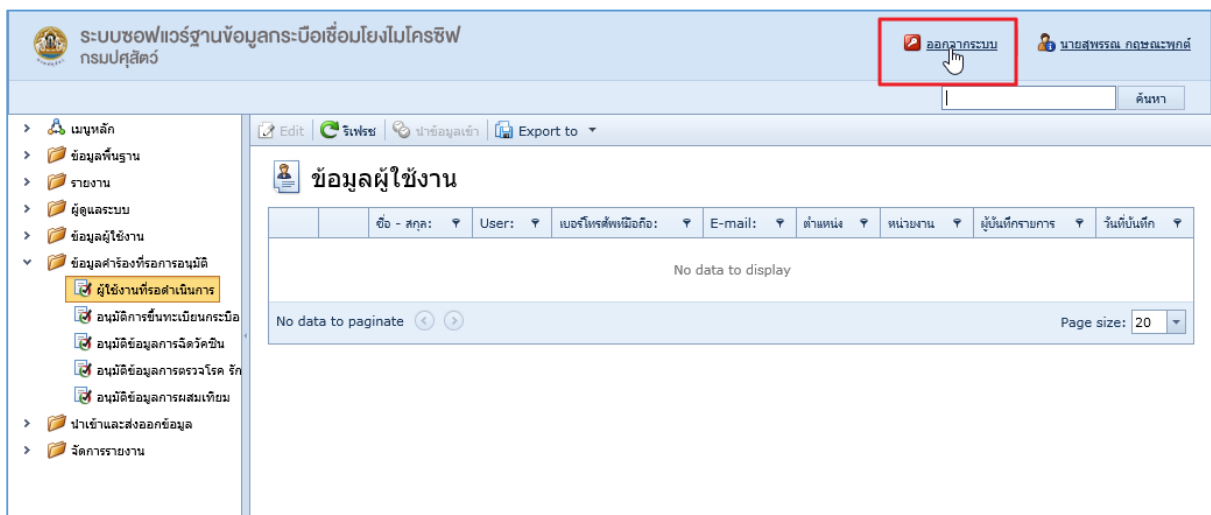 ระบบซอฟแวร์ฐานข้อมูลกระบือเชื่อมโยงไมโครชิฟ
กรมปศุสัตว์
ออกจากระบบ
นายสุพรรณ กฤษณะพุกต์
ค้นหา
เมนูหลัก
ข้อมูลพื้นฐาน
รายงาน
ผู้ดูแลระบบ
ข้อมูลผู้ใช้งาน
ข้อมูลคำร้องที่รอการอนุมัติ
ผู้ใช้งานที่รอดำเนินการ
อนุมัติการขึ้นทะเบียนกระบือ
อนุมัติข้อมูลการฉีดวัคซีน
อนุมัติข้อมูลการตรวจโรค รัก
อนุมัติข้อมูลการผสมเทียม
นำเข้าและส่งออกข้อมูล
จัดการรายงาน
Edit รีเฟรช นำข้อมูลเข้า Export to
ข้อมูลผู้ใช้งาน
ชื่อ - สกุล: User: เบอร์โทรศัพท์มือถือ: E-mail: ตำแหน่ง หน่วยงาน ผู้บันทึกรายการ วันที่บันทึก
No data to display
No data to paginate Page size: 20